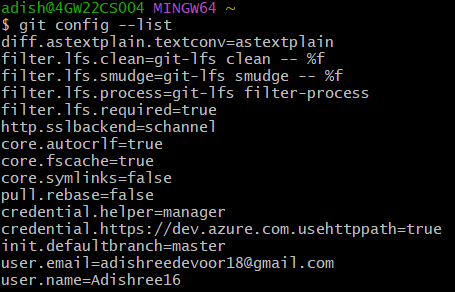 adish@4GW22CS004 MINGW64 ~
$ git config --list
diff.astextplain.textconv=astextplain
filter.lfs.clean=git-lfs clean -- %f
filter.lfs.smudge=git-lfs smudge -- %f
filter.lfs.process=git-lfs filter-process
filter.lfs.required=true
http.sslbackend=schannel
core.autocrlf=true
core.fscache=true
core.symlinks=false
pull.rebase=false
credential.helper=manager
credential.https://dev.azure.com.usehttppath=true
init.defaultbranch=master
user.email=adishreedevoor18@gmail.com
user.name=Adishree16